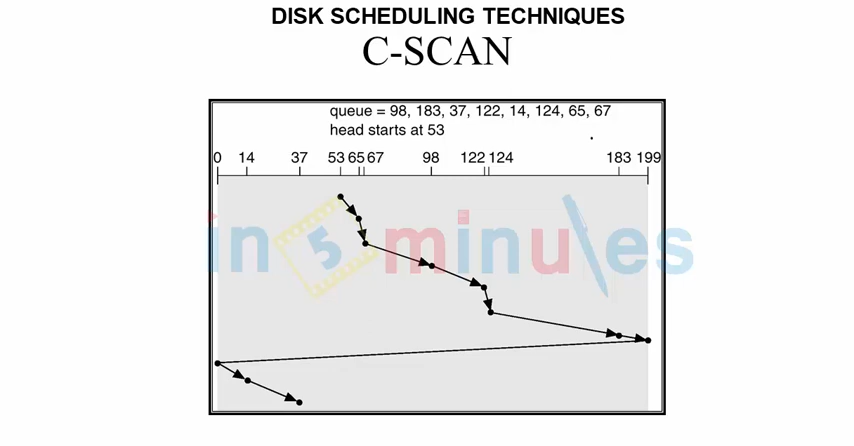 DISK SCHEDULING TECHNIQUES
C-SCAN
queue = 98, 183, 37, 122, 14, 124, 65, 67
head starts at 53
0 14 37 53 65 67 98 122 124 183 199
in 5 minutes